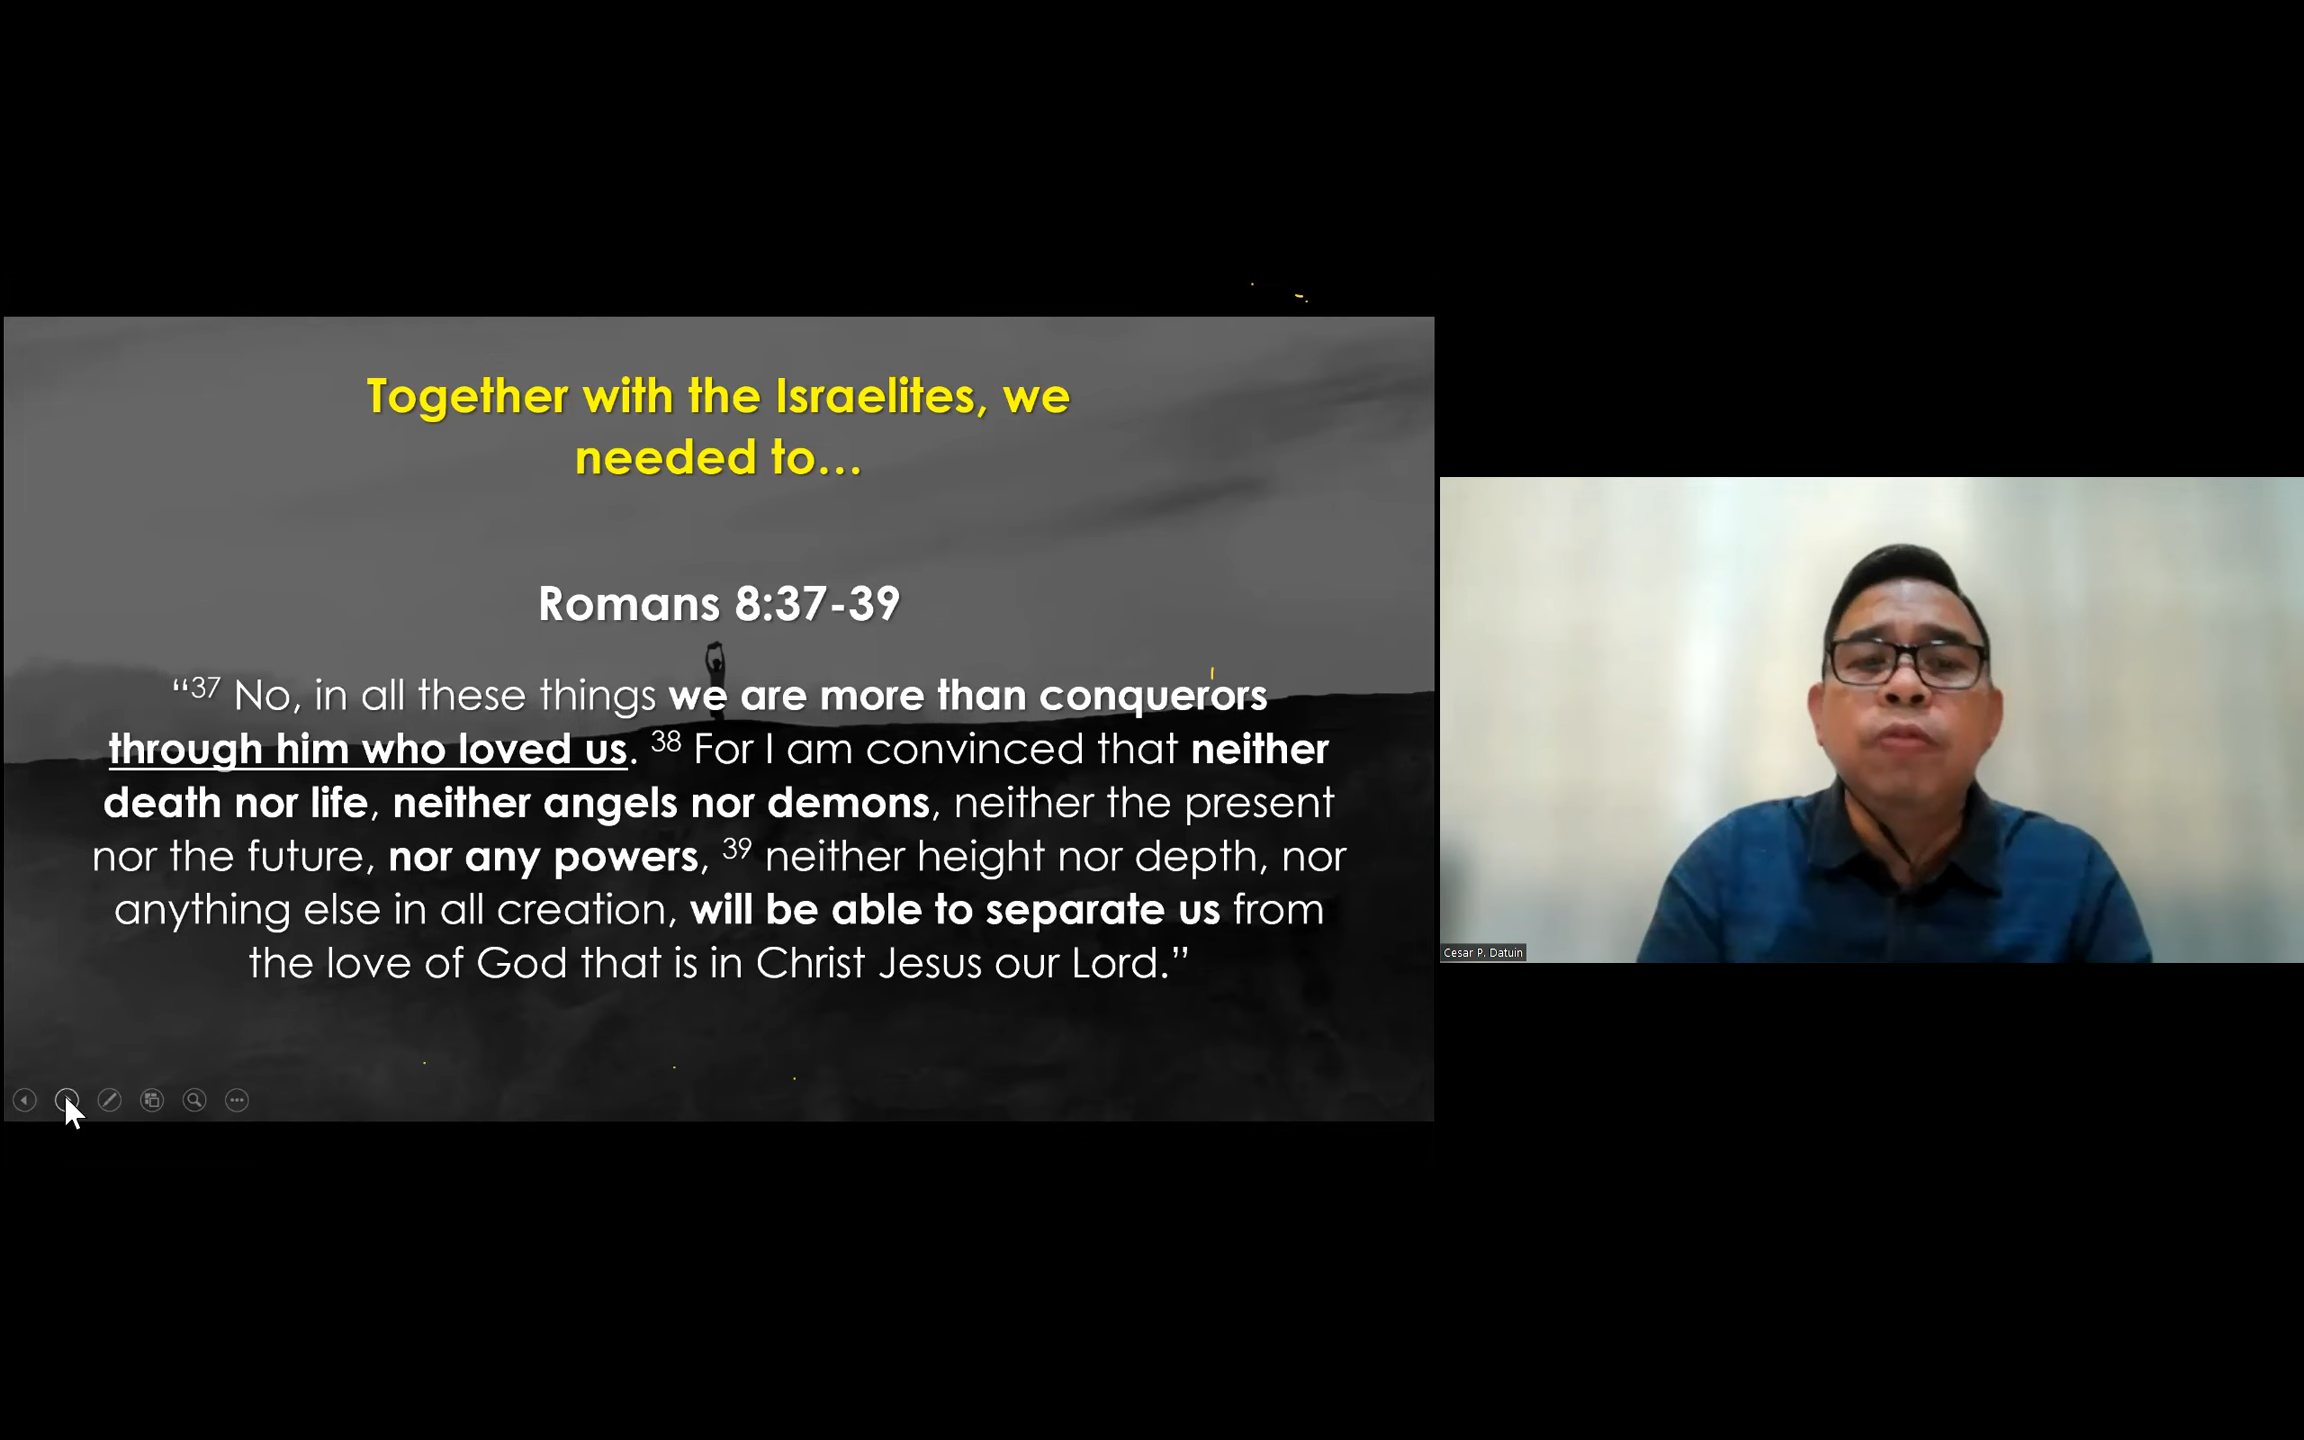 Together with the Israelites, we
needed to…
Romans 8:37-39
“37 No, in all these things we are more than conquerors
through him who loved us. 38 For I am convinced that neither
death nor life, neither angels nor demons, neither the present
nor the future, nor any powers, 39 neither height nor depth, nor
anything else in all creation, will be able to separate us from
the love of God that is in Christ Jesus our Lord.”
Cesar P. Datuin